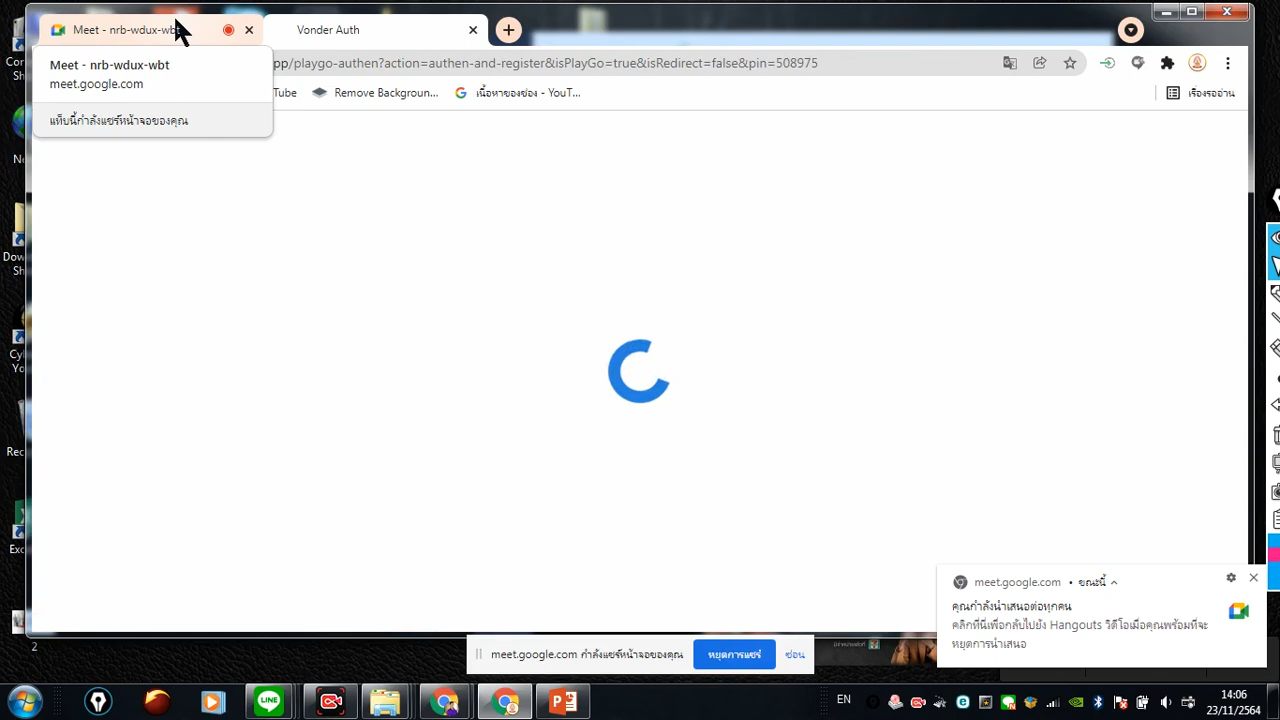 Meet - nrb-wdux-wbt
Vonder Auth
Meet - nrb-wdux-wbt
meet.google.com
แท็บนี้กำลังแชร์หน้าจอของคุณ
pp/playgo-authen?action=authen-and-register&isPlayGo=true&isRedirect=false&pin=508975
Tube
Remove Backgroun...
เนื้อหาของช่อง - YouT...
เรื่องรออ่าน
meet.google.com • ขณะนี้
คุณกำลังนำเสนอต่อทุกคน
คลิกที่นี่เพื่อกลับไปยัง Hangouts วิดีโอเมื่อคุณพร้อมที่จะ
หยุดการนำเสนอ
meet.google.com กำลังแชร์หน้าจอของคุณ
หยุดการแชร์
ซ่อน
2
LINE
EN
14:06
23/11/2564